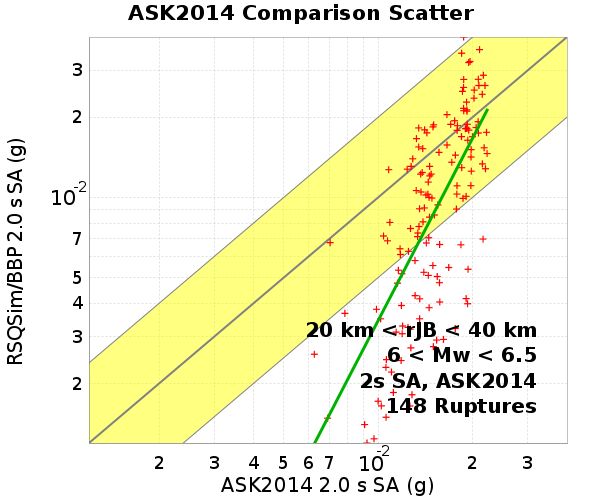 ASK2014 Comparison Scatter
RSQSim/BBP 2.0 s SA (g)
3
2
10-2
7
5
4
3
2
20 km < rJB < 40 km
6 < Mw < 6.5
2s SA, ASK2014
148 Ruptures
2 3 4 5 6 7 10-2 2 3
ASK2014 2.0 s SA (g)